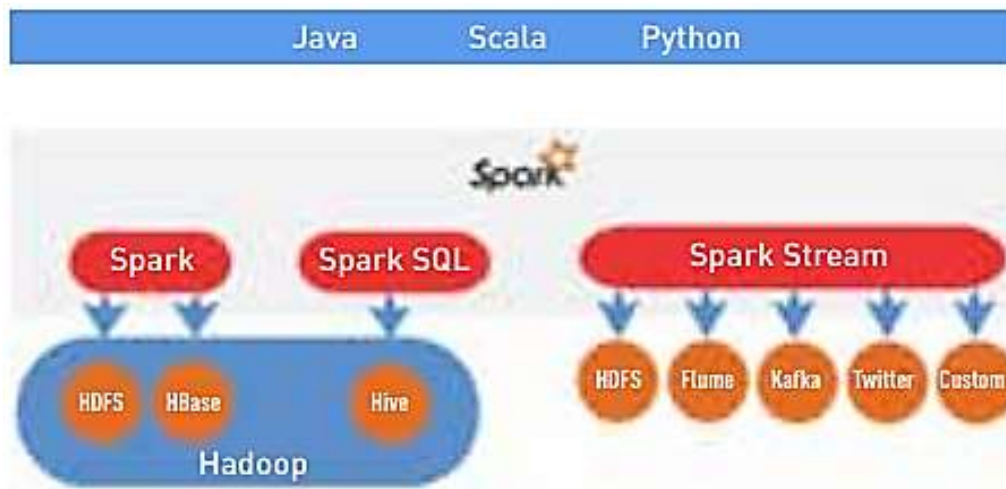 Java Scala Python
Spark
Spark Spark SQL Spark Stream
HDFS HBase Hive HDFS Flume Kafka Twitter Custom
Hadoop